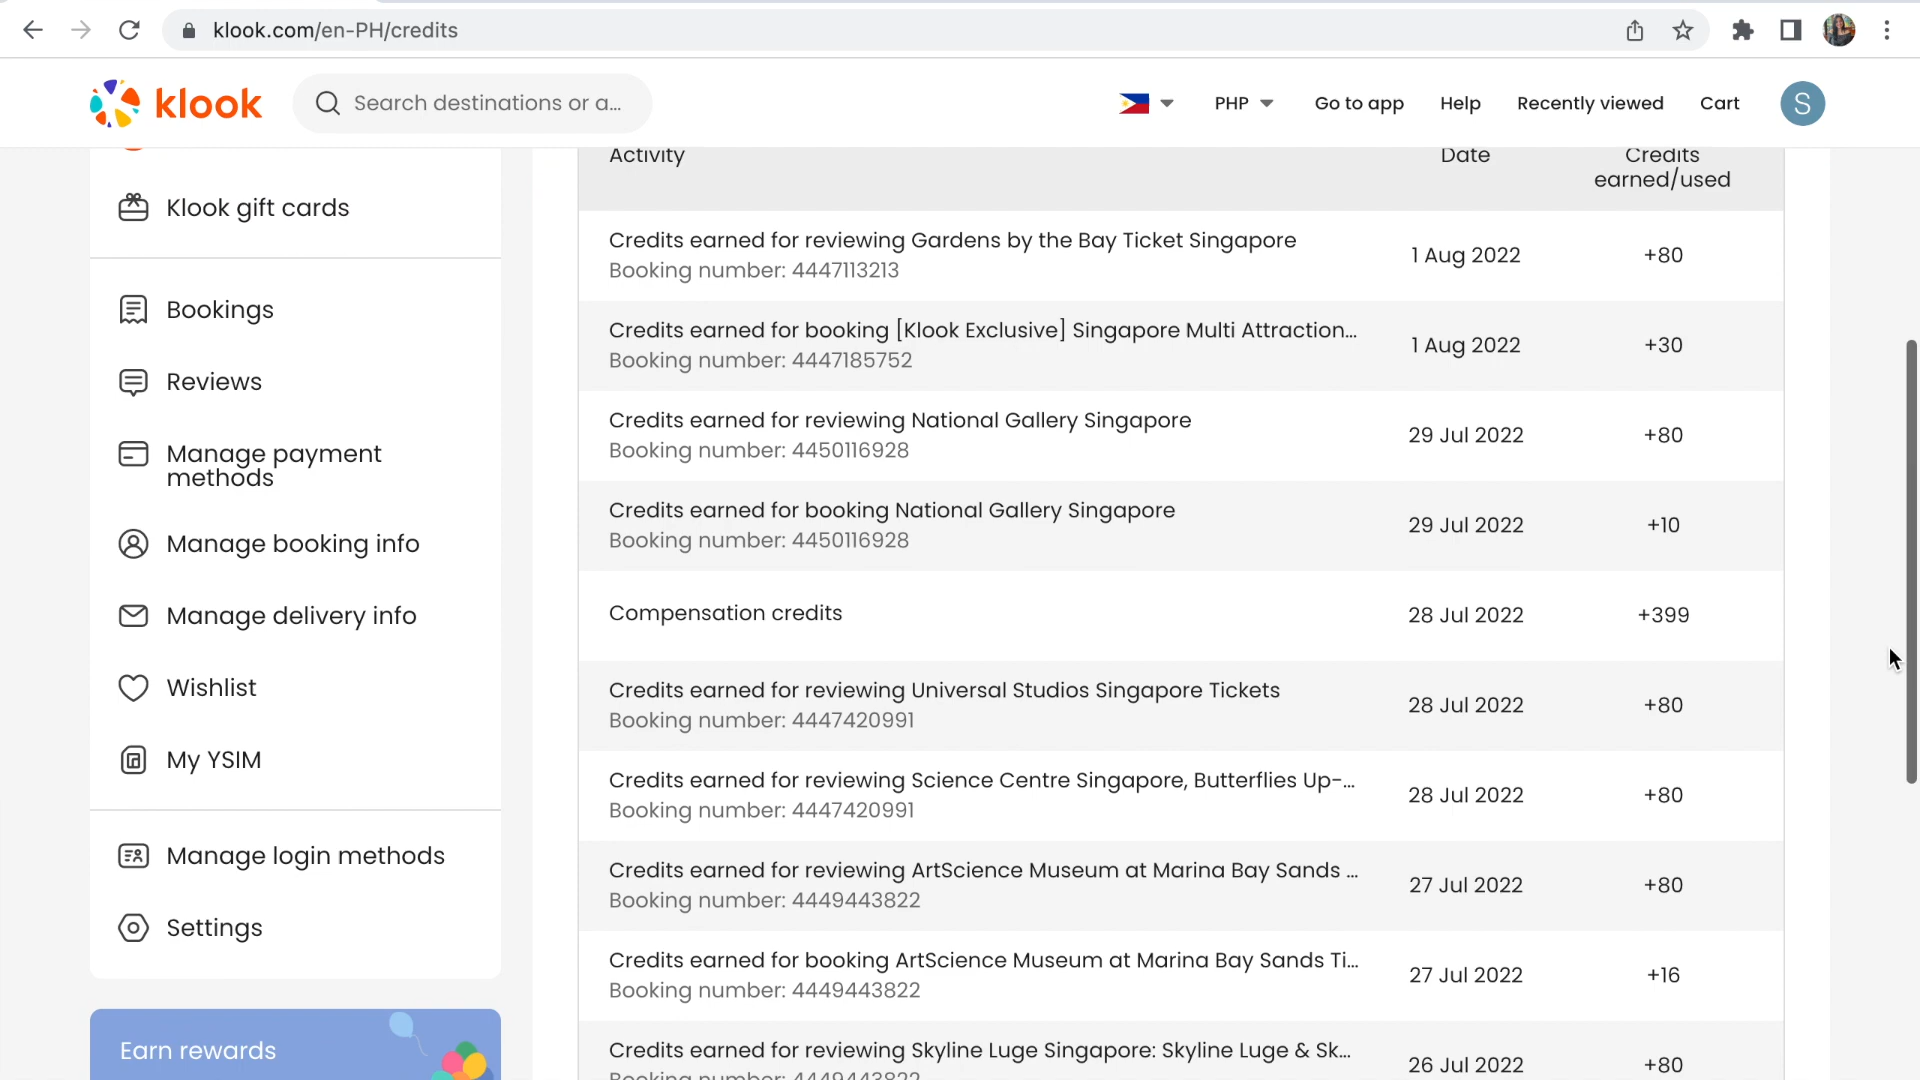 klook.com/en-PH/credits
klook
Search destinations or a...
PHP
Go to app
Help
Recently viewed
Cart
S
Klook gift cards
Bookings
Reviews
Manage payment
methods
Manage booking info
Manage delivery info
Wishlist
My YSIM
Manage login methods
Settings
Earn rewards
Activity Date Credits
earned/used
Credits earned for reviewing Gardens by the Bay Ticket Singapore
Booking number: 4447113213
1 Aug 2022
+80
Credits earned for booking [Klook Exclusive] Singapore Multi Attraction...
Booking number: 4447185752
1 Aug 2022
+30
Credits earned for reviewing National Gallery Singapore
Booking number: 4450116928
29 Jul 2022
+80
Credits earned for booking National Gallery Singapore
Booking number: 4450116928
29 Jul 2022
+10
Compensation credits
28 Jul 2022
+399
Credits earned for reviewing Universal Studios Singapore Tickets
Booking number: 4447420991
28 Jul 2022
+80
Credits earned for reviewing Science Centre Singapore, Butterflies Up-...
Booking number: 4447420991
28 Jul 2022
+80
Credits earned for reviewing ArtScience Museum at Marina Bay Sands ...
Booking number: 4449443822
27 Jul 2022
+80
Credits earned for booking ArtScience Museum at Marina Bay Sands Ti...
Booking number: 4449443822
27 Jul 2022
+16
Credits earned for reviewing Skyline Luge Singapore: Skyline Luge & Sk...
Booking number: 4449443822
26 Jul 2022
+80